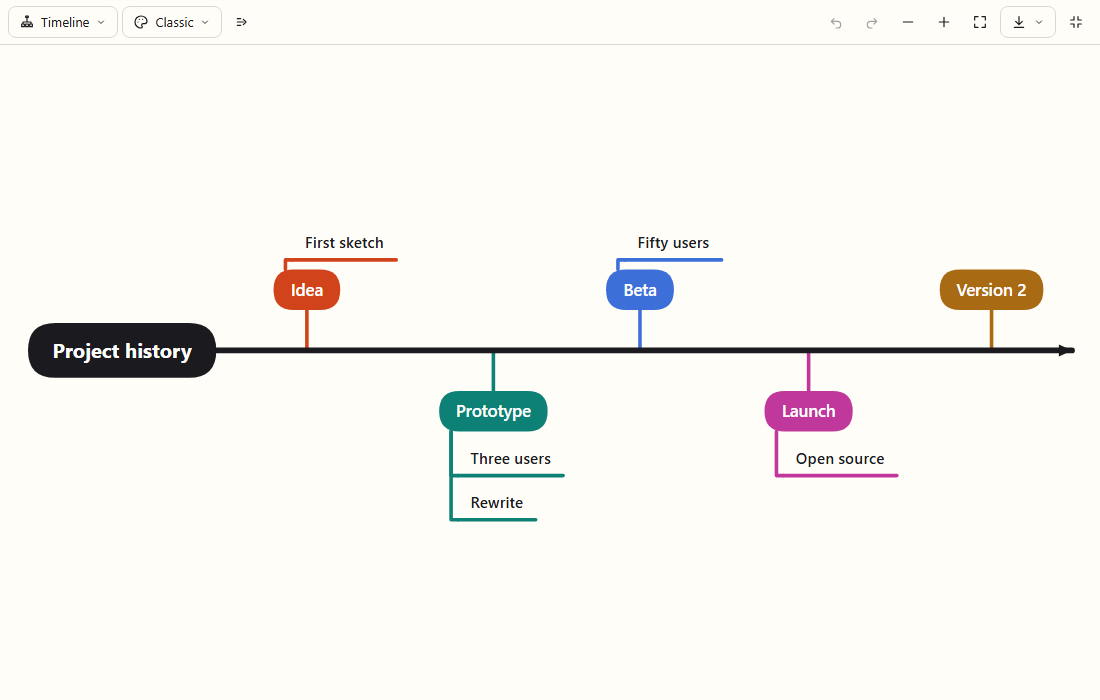 Timeline
Classic
First sketch
Fifty users
Idea
Beta
Version 2
Project history
Prototype
Launch
Three users
Open source
Rewrite